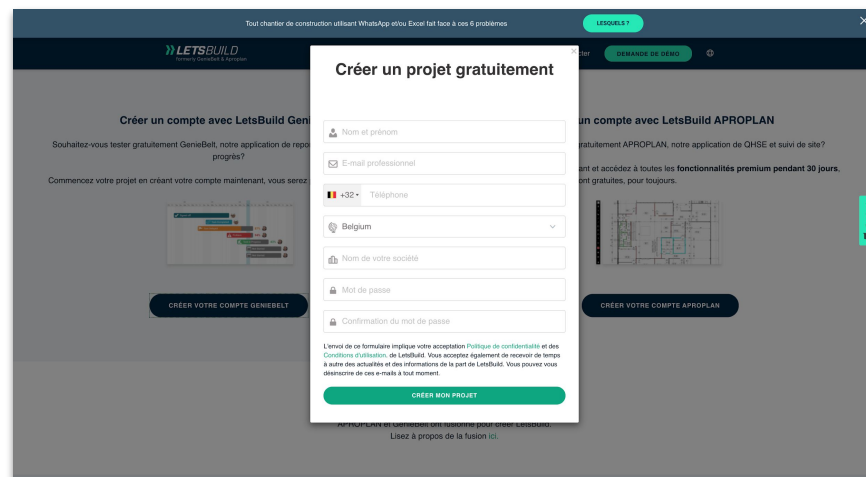 Tout chantier de construction utilisant WhatsApp et/ou Excel fait face à ces 6 problèmes
LESQUELS ?
LETSBUILD
formerly GenieBelt & Aproplan
cter
DEMANDE DE DÉMO
Créer un projet gratuitement
Créer un compte avec LetsBuild Geni
un compte avec LetsBuild APROPLAN
Nom et prénom
Souhaitez-vous tester gratuitement GenieBelt, notre application de repo
progrès?
gratuitement APROPLAN, notre application de QHSE et suivi de site?
E-mail professionnel
Commencez votre projet en créant votre compte maintenant, vous serez
ant et accédez à toutes les fonctionnalités premium pendant 30 jours,
ont gratuites, pour toujours.
+32
Téléphone
Belgium
Nom de votre société
Mot de passe
CRÉER VOTRE COMPTE GENIEBELT
CRÉER VOTRE COMPTE APROPLAN
Confirmation du mot de passe
L'envoi de ce formulaire implique votre acceptation Politique de confidentialité et des
Conditions d'utilisation. de LetsBuild. Vous acceptez également de recevoir de temps
à autre des actualités et des informations de la part de LetsBuild. Vous pouvez vous
désinscrire de ces e-mails à tout moment.
CRÉER MON PROJET
APROPLAN et GenieBelt ont fusionné pour créer LetsBuild.
Lisez à propos de la fusion ici.